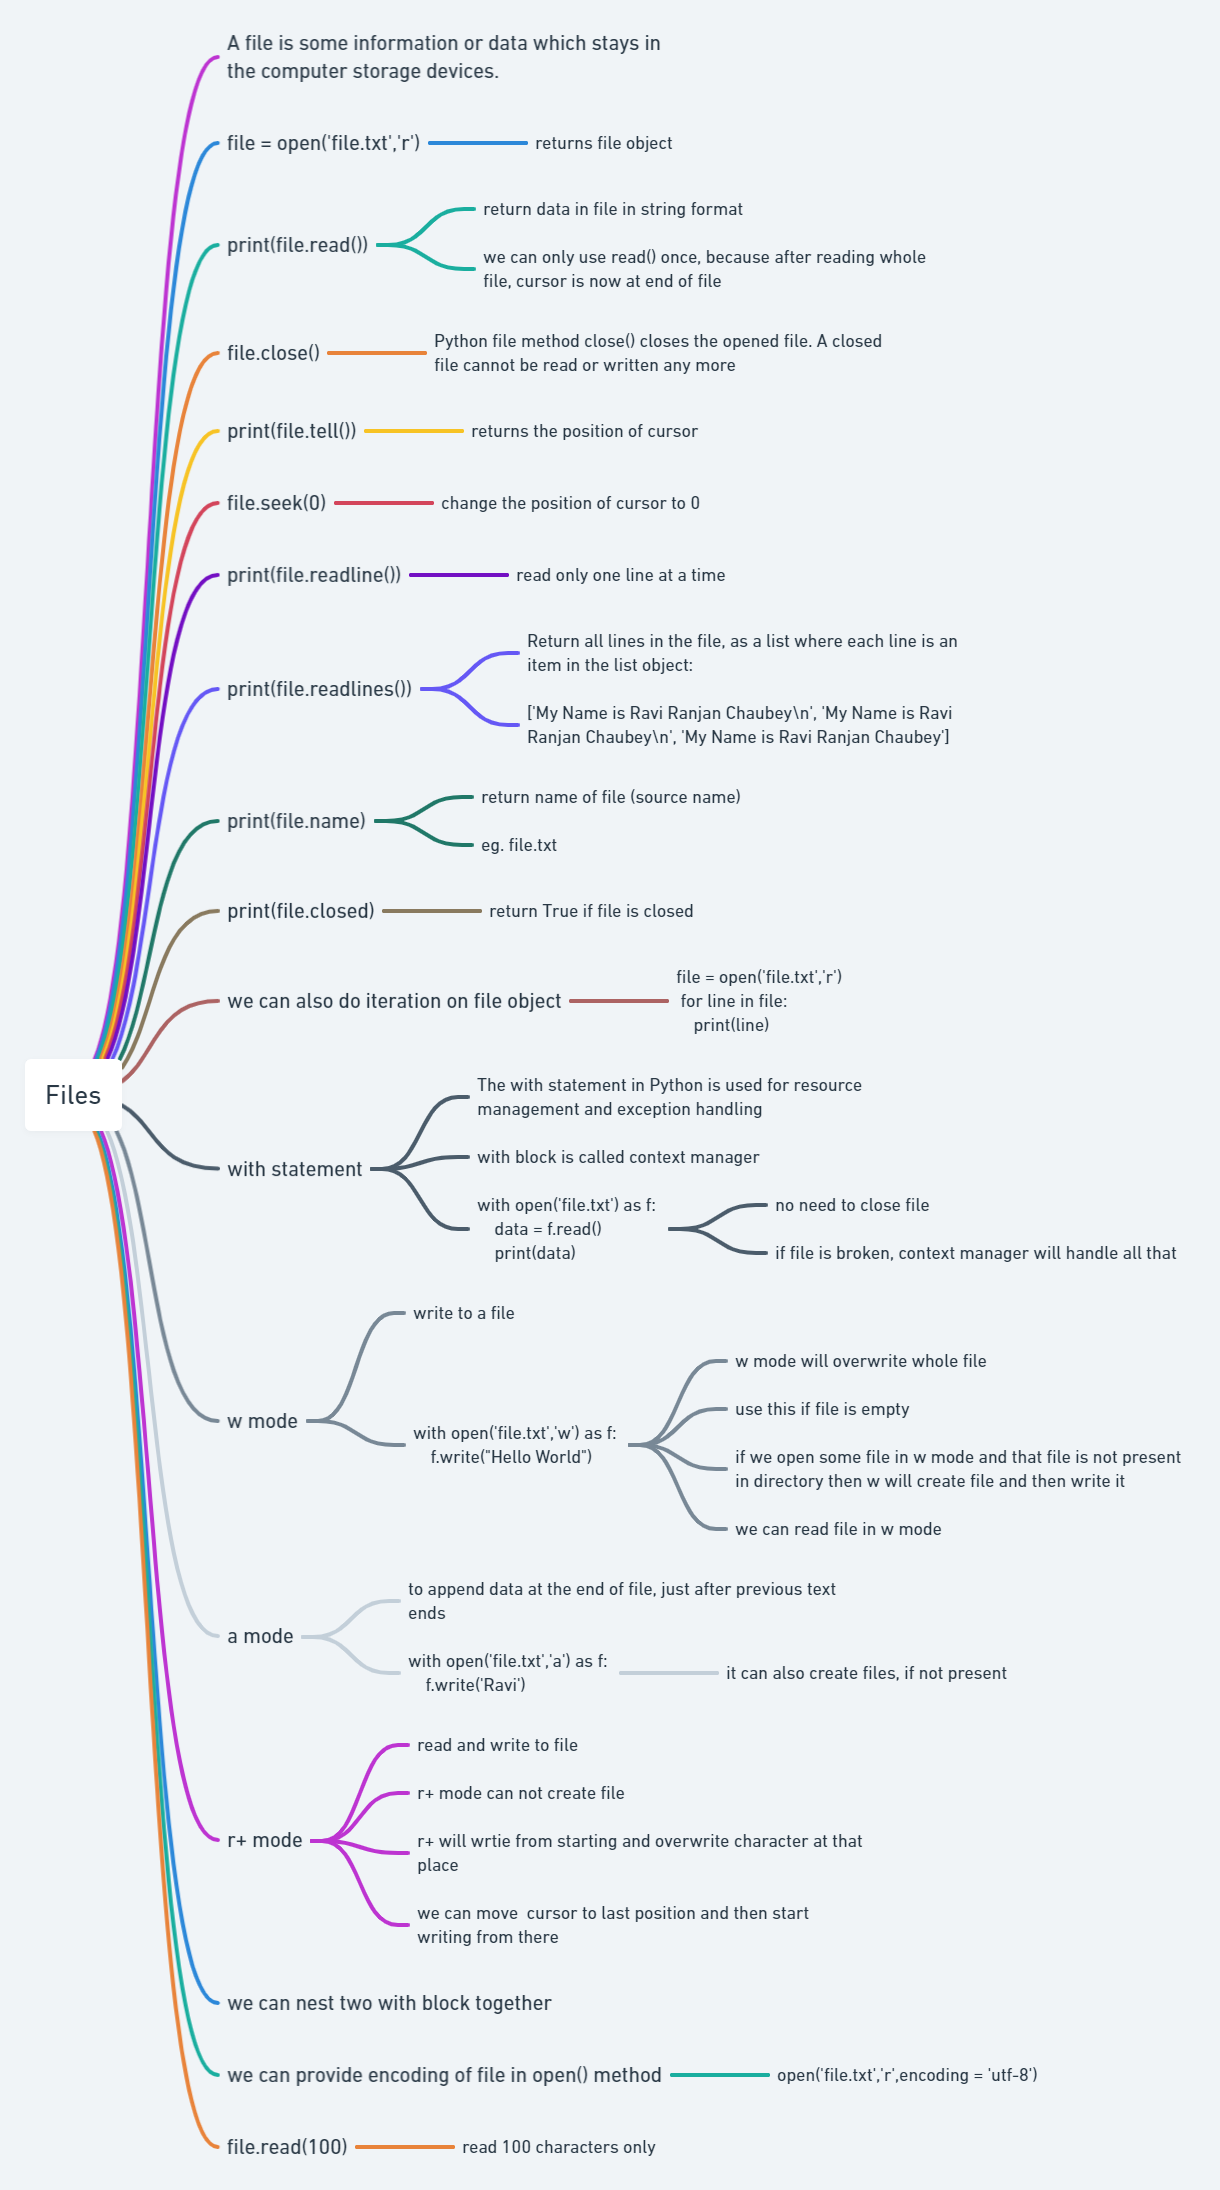 A file is some information or data which stays in
the computer storage devices.
file = open('file.txt','r')
returns file object
print(file.read())
return data in file in string format
we can only use read() once, because after reading whole
file, cursor is now at end of file
file.close()
Python file method close() closes the opened file. A closed
file cannot be read or written any more
print(file.tell())
returns the position of cursor
file.seek(0)
change the position of cursor to 0
print(file.readline())
read only one line at a time
print(file.readlines())
Return all lines in the file, as a list where each line is an
item in the list object:
['My Name is Ravi Ranjan Chaubey\n', 'My Name is Ravi
Ranjan Chaubey\n', 'My Name is Ravi Ranjan Chaubey']
print(file.name)
return name of file (source name)
eg. file.txt
print(file.closed)
return True if file is closed
we can also do iteration on file object
file = open('file.txt','r')
for line in file:
print(line)
Files
with statement
The with statement in Python is used for resource
management and exception handling
with block is called context manager
with open('file.txt') as f:
data = f.read()
print(data)
no need to close file
if file is broken, context manager will handle all that
w mode
write to a file
with open('file.txt','w') as f:
f.write("Hello World")
w mode will overwrite whole file
use this if file is empty
if we open some file in w mode and that file is not present
in directory then w will create file and then write it
we can read file in w mode
a mode
to append data at the end of file, just after previous text
ends
with open('file.txt','a') as f:
f.write('Ravi')
it can also create files, if not present
r+ mode
read and write to file
r+ mode can not create file
r+ will wrtie from starting and overwrite character at that
place
we can move  cursor to last position and then start
writing from there
we can nest two with block together
we can provide encoding of file in open() method
open('file.txt','r',encoding = 'utf-8')
file.read(100)
read 100 characters only